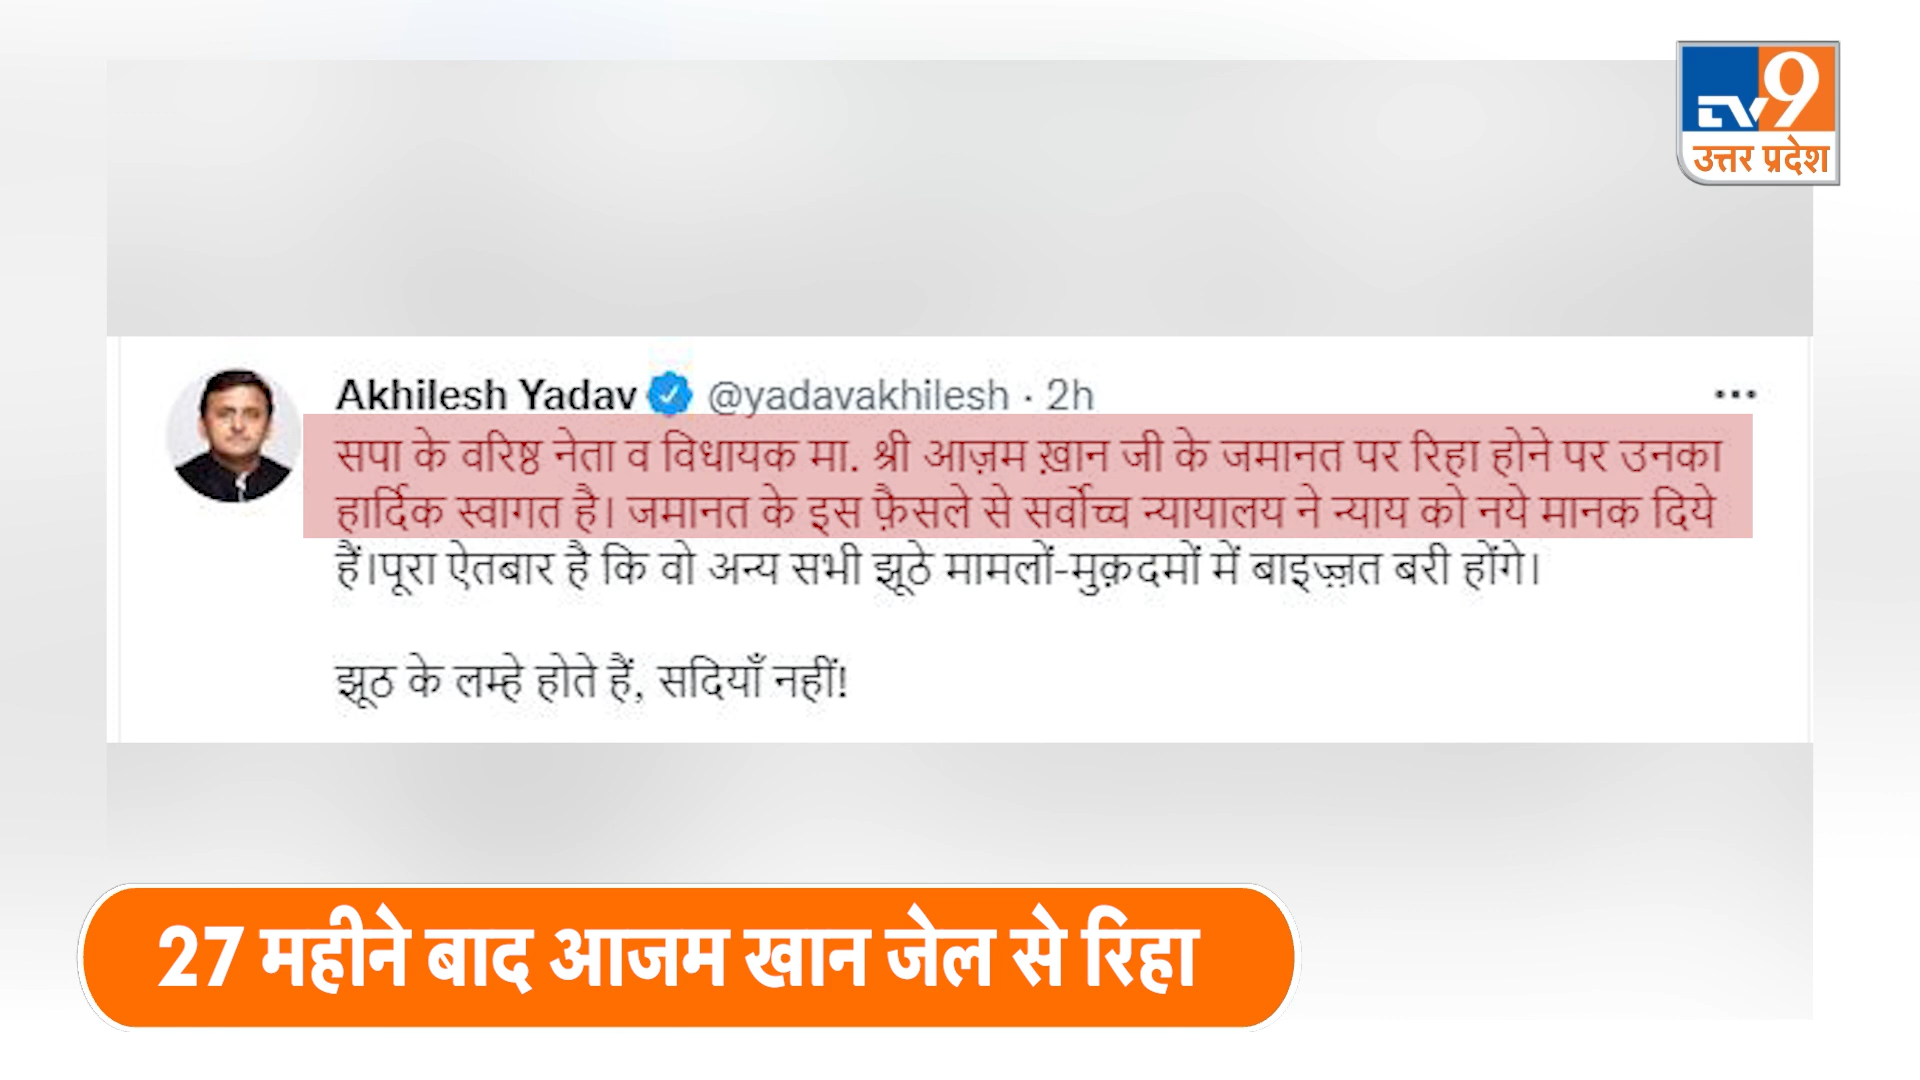 TV9
उत्तर प्रदेश
Akhilesh Yadav @yadavakhilesh · 2h
सपा के वरिष्ठ नेता व विधायक मा. श्री आज़म ख़ान जी के जमानत पर रिहा होने पर उनका
हार्दिक स्वागत है। जमानत के इस फ़ैसले से सर्वोच्च न्यायालय ने न्याय को नये मानक दिये
हैं।पूरा ऐतबार है कि वो अन्य सभी झूठे मामलों-मुक़दमों में बाइज़्ज़त बरी होंगे।
झूठ के लम्हे होते हैं, सदियाँ नहीं!
27 महीने बाद आजम खान जेल से रिहा